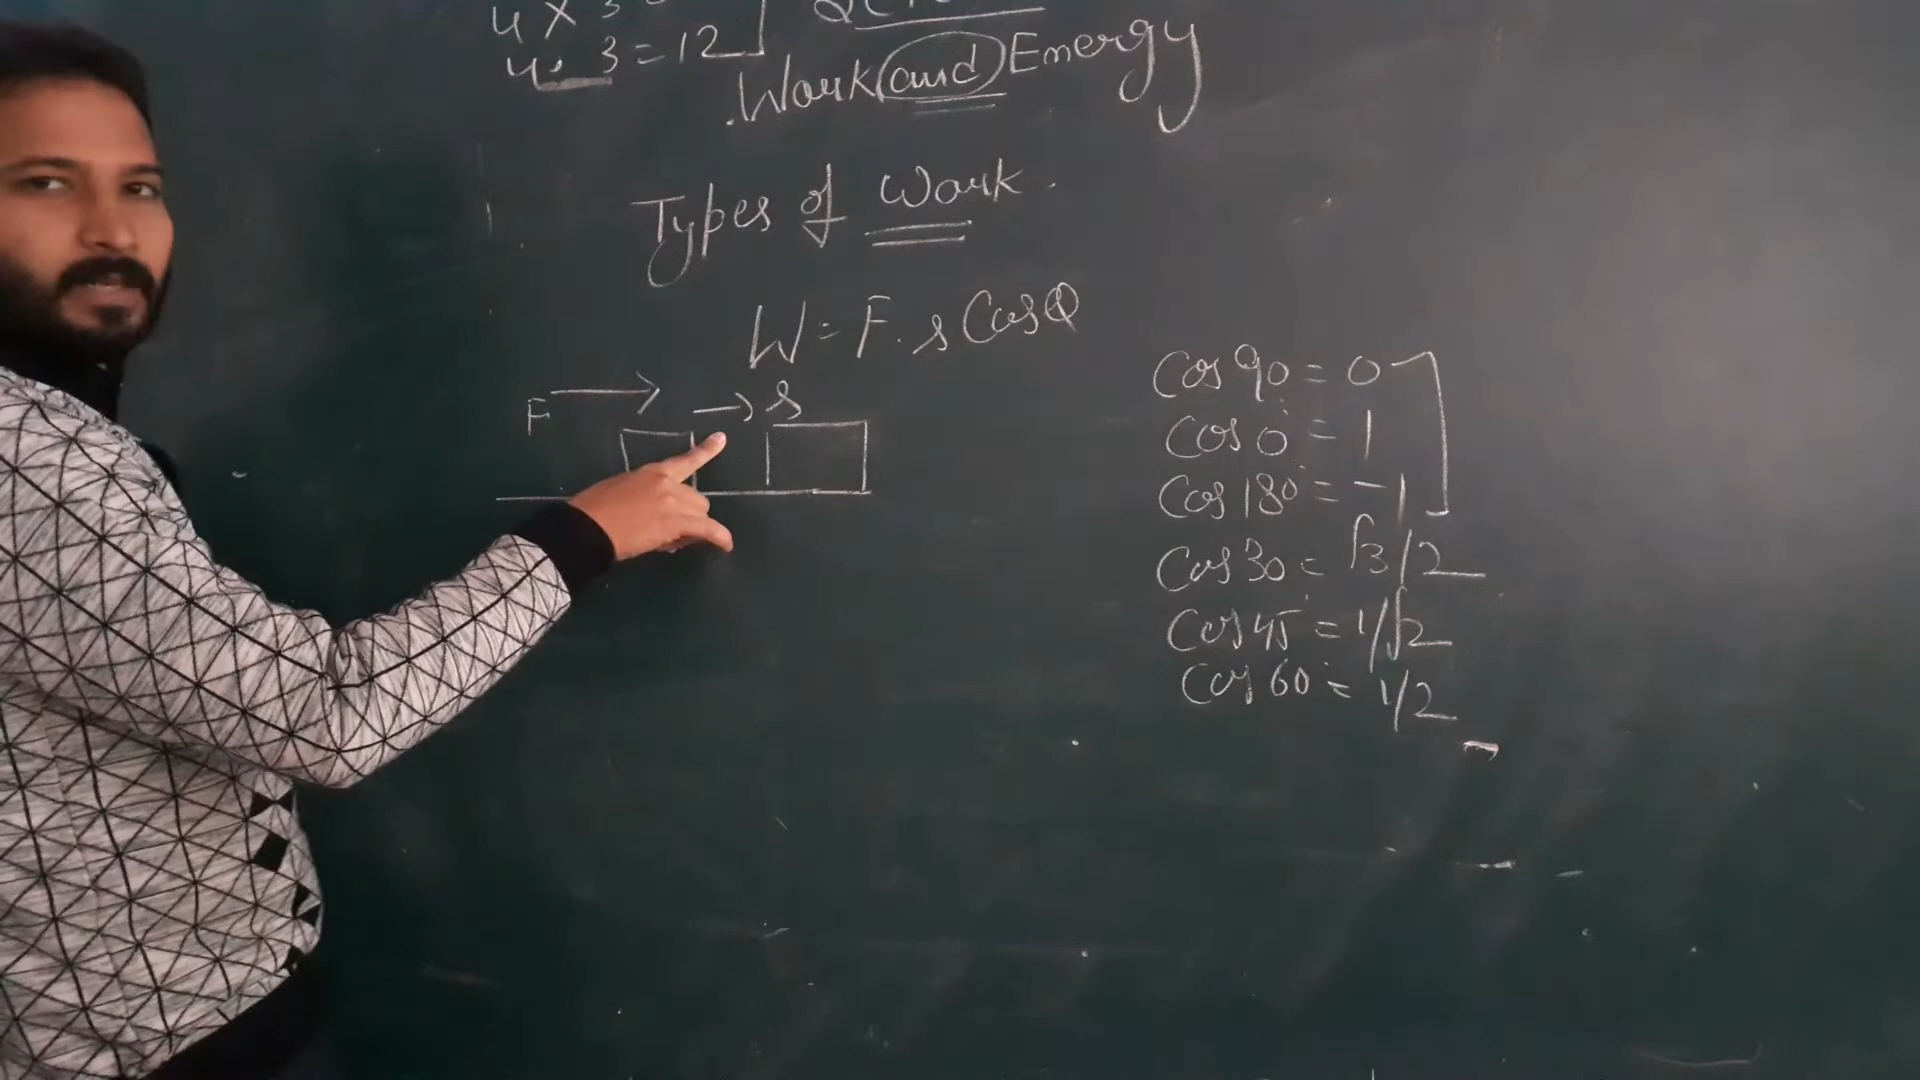 4 × 3
4. 3 = 12
Work and Energy
Types of Work.
W = F. s Cos Q
F
s
Cos 90° = 0
Cos 0° = 1
Cos 180° = -1
Cos 30° = √3/2
Cos 45° = 1/√2
Cos 60° = 1/2